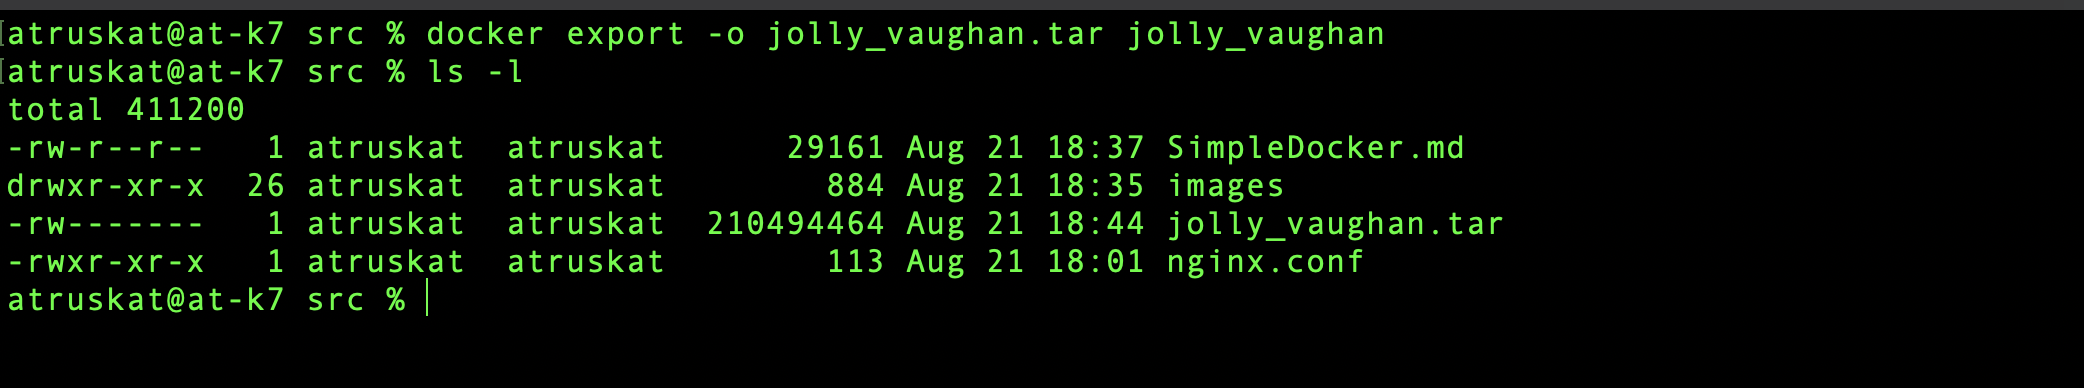 [atruskat@at-k7 src % docker export -o jolly_vaughan.tar jolly_vaughan
[atruskat@at-k7 src % ls -l
total 411200
-rw-r--r--   1 atruskat  atruskat      29161 Aug 21 18:37 SimpleDocker.md
drwxr-xr-x  26 atruskat  atruskat        884 Aug 21 18:35 images
-rw-------   1 atruskat  atruskat  210494464 Aug 21 18:44 jolly_vaughan.tar
-rwxr-xr-x   1 atruskat  atruskat        113 Aug 21 18:01 nginx.conf
atruskat@at-k7 src %